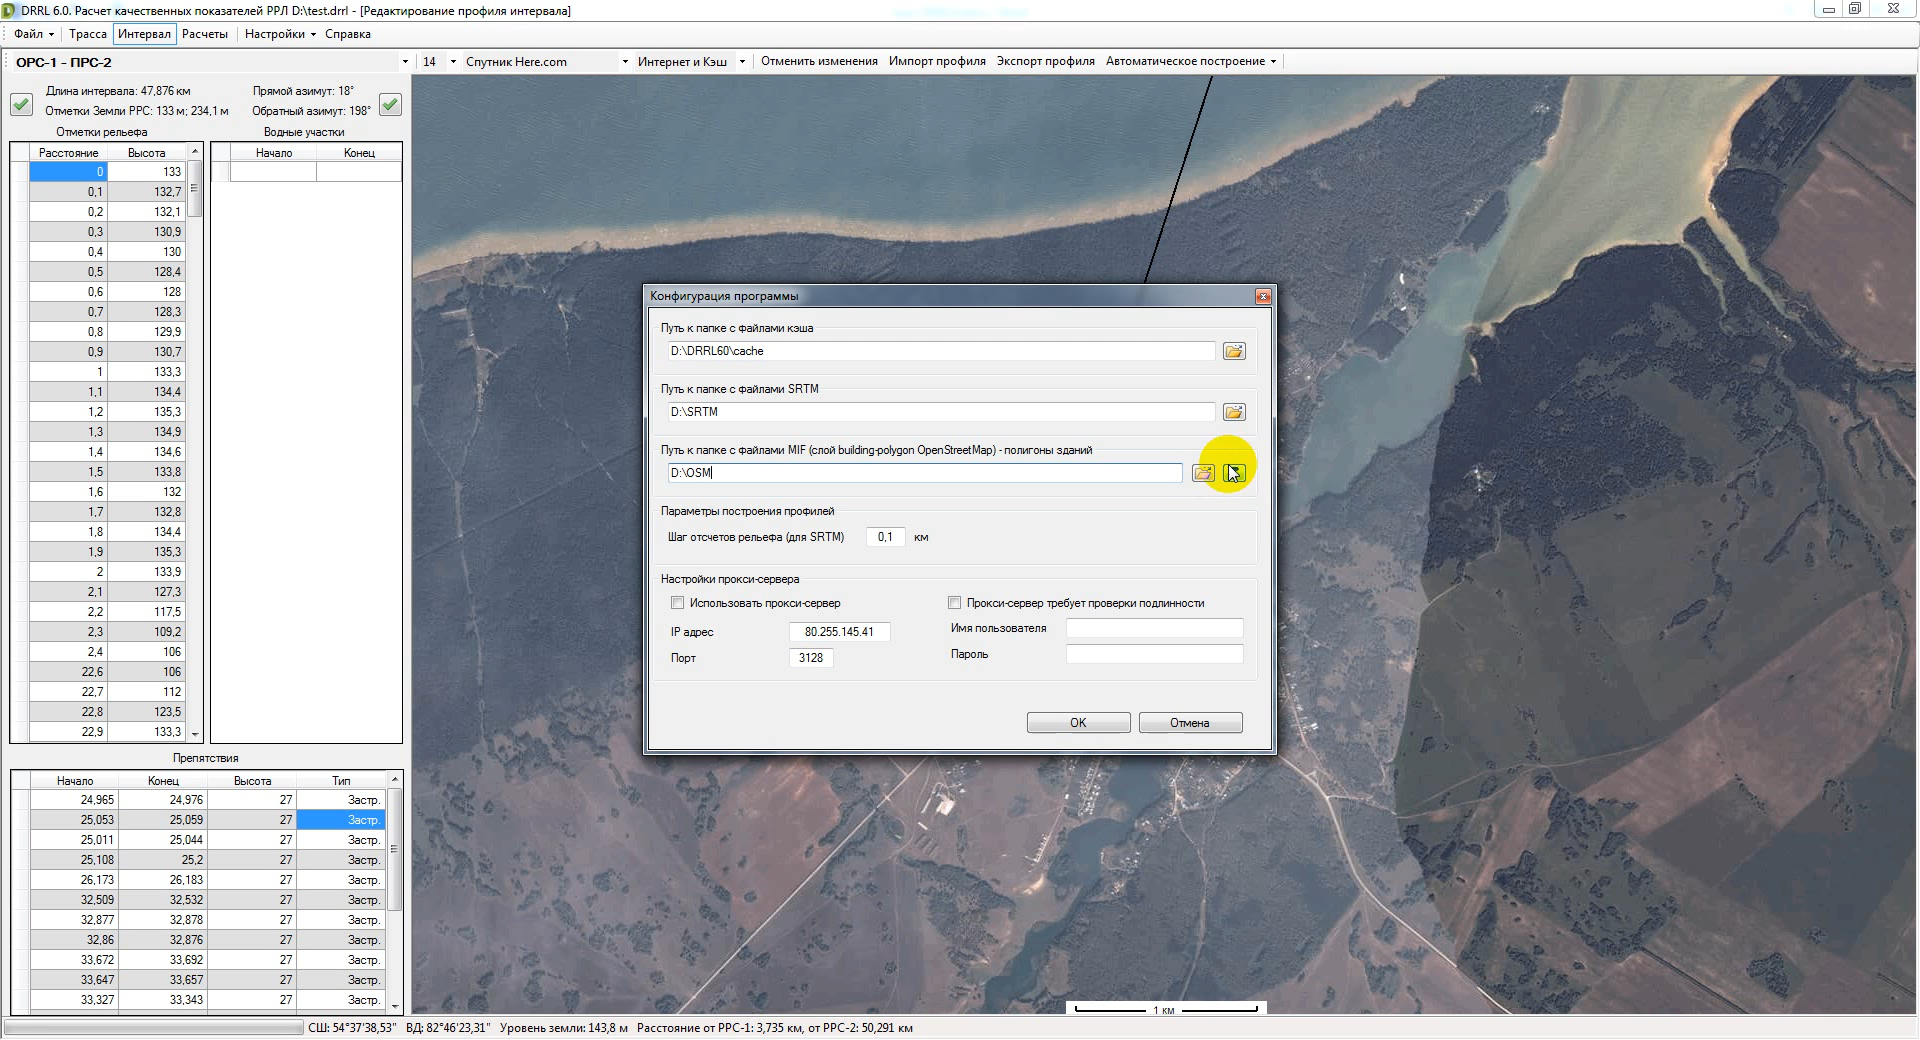 DRRL 6.0. Расчет качественных показателей РРЛ D:\test.drrl - [Редактирование профиля интервала]
Файл Трасса Интервал Расчеты Настройки Справка
ОРС-1 - ПРС-2 14 Спутник Here.com Интернет и Кэш Отменить изменения Импорт профиля Экспорт профиля Автоматическое построение
Длина интервала: 47,876 км Прямой азимут: 18°
Отметки Земли РРС: 133 м; 234,1 м Обратный азимут: 198°
Отметки рельефа Водные участки
Расстояние Высота Начало Конец
0 133
0,1 132,7
0,2 132,1
0,3 130,9
0,4 130
0,5 128,4
0,6 128
0,7 128,3
0,8 129,9
0,9 130,7
1 133,3
1,1 134,4
1,2 135,3
1,3 134,9
1,4 134,6
1,5 133,8
1,6 132
1,7 132,8
1,8 134,4
1,9 135,3
2 133,9
2,1 127,3
2,2 117,5
2,3 109,2
2,4 106
22,6 106
22,7 112
22,8 123,5
22,9 133,3
Препятствия
Начало Конец Высота Тип
24,965 24,976 27 Застр.
25,053 25,059 27 Застр.
25,011 25,044 27 Застр.
25,108 25,2 27 Застр.
26,173 26,183 27 Застр.
32,509 32,532 27 Застр.
32,877 32,878 27 Застр.
32,86 32,876 27 Застр.
33,672 33,692 27 Застр.
33,647 33,657 27 Застр.
33,327 33,343 27 Застр.
Конфигурация программы
Путь к папке с файлами кэша
D:\DRRL60\cache
Путь к папке с файлами SRTM
D:\SRTM
Путь к папке с файлами MIF (слой building-polygon OpenStreetMap) - полигоны зданий
D:\OSM
Параметры построения профилей
Шаг отсчетов рельефа (для SRTM) 0,1 км
Настройки прокси-сервера
Использовать прокси-сервер Прокси-сервер требует проверки подлинности
IP адрес 80.255.145.41 Имя пользователя
Порт 3128 Пароль
OK Отмена
1 км
СШ: 54°37'38,53" ВД: 82°46'23,31" Уровень земли: 143,8 м Расстояние от РРС-1: 3,735 км, от РРС-2: 50,291 км